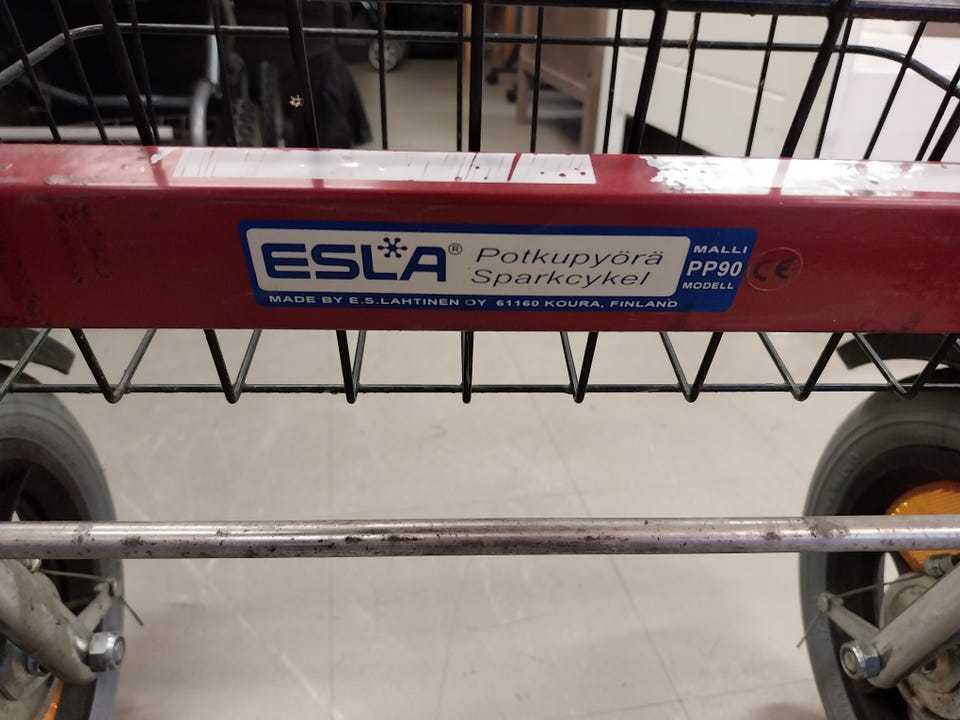 ESLA® Potkupyörä
Sparkcykel
MALLI
PP90
MODELL
CE
MADE BY E.S.LAHTINEN OY 61160 KOURA, FINLAND